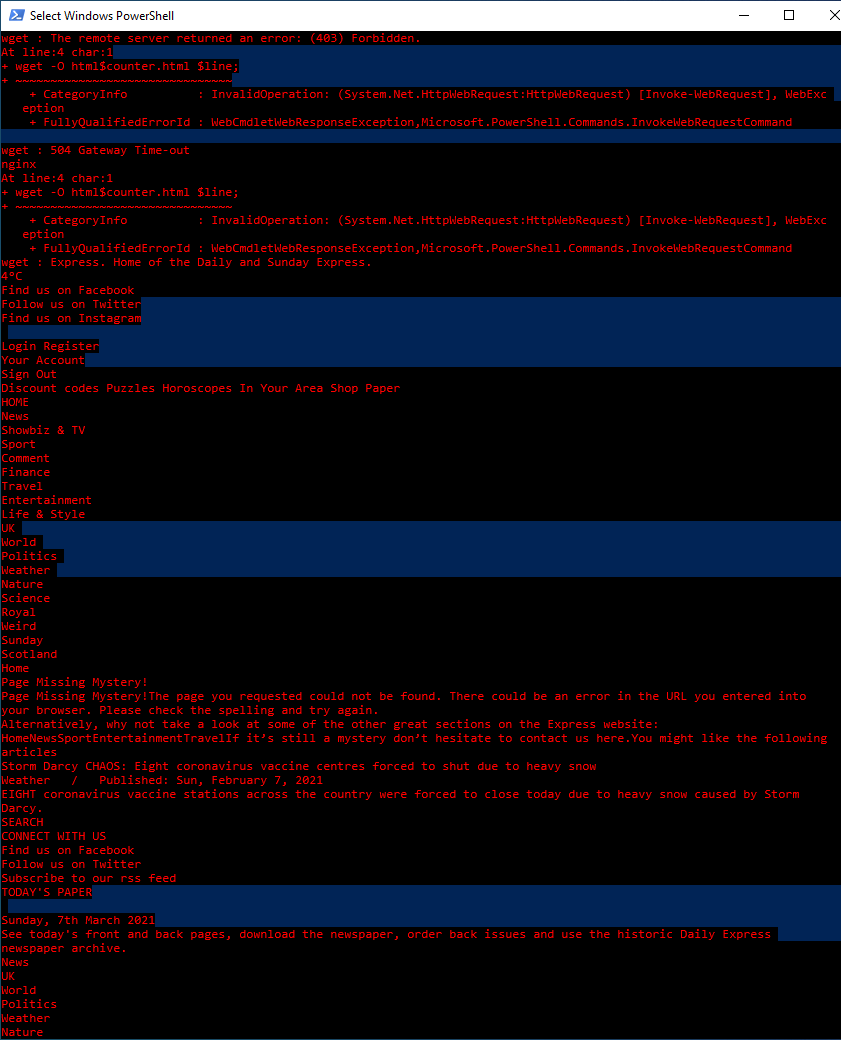 Select Windows PowerShell
wget : The remote server returned an error: (403) Forbidden.
At line:4 char:1
+ wget -O html$counter.html $line;
+ ~~~~~~~~~~~~~~~~~~~~~~~~~~~~~~~
    + CategoryInfo          : InvalidOperation: (System.Net.HttpWebRequest:HttpWebRequest) [Invoke-WebRequest], WebExc
   eption
    + FullyQualifiedErrorId : WebCmdletWebResponseException,Microsoft.PowerShell.Commands.InvokeWebRequestCommand
wget : 504 Gateway Time-out
nginx
At line:4 char:1
+ wget -O html$counter.html $line;
+ ~~~~~~~~~~~~~~~~~~~~~~~~~~~~~~~
    + CategoryInfo          : InvalidOperation: (System.Net.HttpWebRequest:HttpWebRequest) [Invoke-WebRequest], WebExc
   eption
    + FullyQualifiedErrorId : WebCmdletWebResponseException,Microsoft.PowerShell.Commands.InvokeWebRequestCommand
wget : Express. Home of the Daily and Sunday Express.
4°C
Find us on Facebook
Follow us on Twitter
Find us on Instagram
Login Register
Your Account
Sign Out
Discount codes Puzzles Horoscopes In Your Area Shop Paper
HOME
News
Showbiz & TV
Sport
Comment
Finance
Travel
Entertainment
Life & Style
UK
World
Politics
Weather
Nature
Science
Royal
Weird
Sunday
Scotland
Home
Page Missing Mystery!
Page Missing Mystery!The page you requested could not be found. There could be an error in the URL you entered into
your browser. Please check the spelling and try again.
Alternatively, why not take a look at some of the other great sections on the Express website:
HomeNewsSportEntertainmentTravelIf it’s still a mystery don’t hesitate to contact us here.You might like the following
articles
Storm Darcy CHAOS: Eight coronavirus vaccine centres forced to shut due to heavy snow
Weather   /   Published: Sun, February 7, 2021
EIGHT coronavirus vaccine stations across the country were forced to close today due to heavy snow caused by Storm
Darcy.
SEARCH
CONNECT WITH US
Find us on Facebook
Follow us on Twitter
Subscribe to our rss feed
TODAY'S PAPER
Sunday, 7th March 2021
See today's front and back pages, download the newspaper, order back issues and use the historic Daily Express
newspaper archive.
News
UK
World
Politics
Weather
Nature